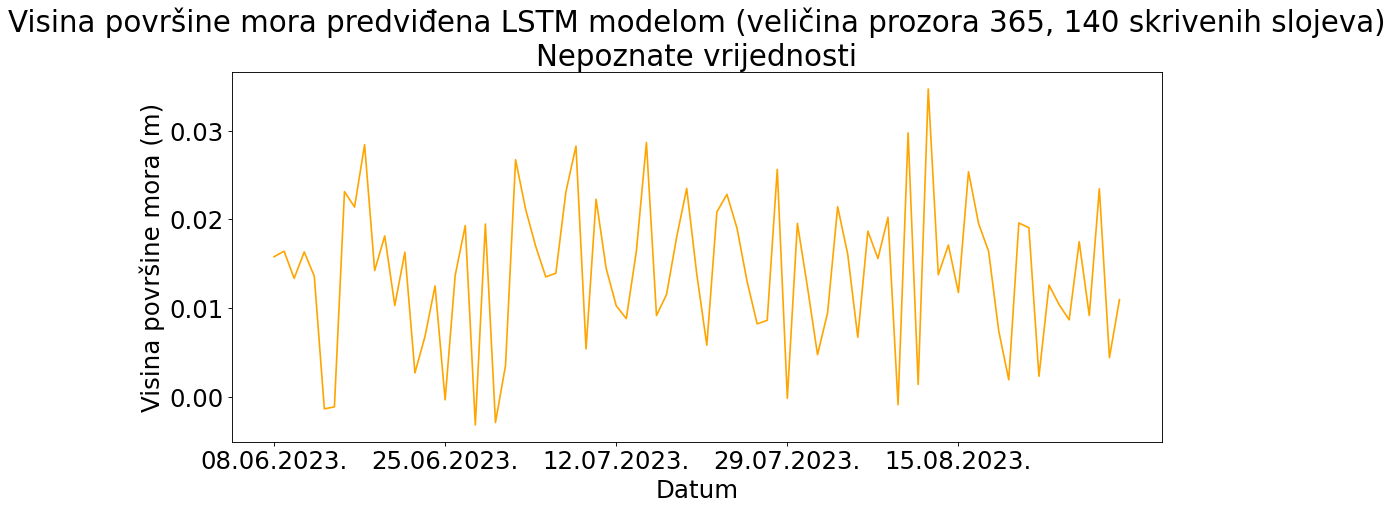 Visina površine mora predviđena LSTM modelom (veličina prozora 365, 140 skrivenih slojeva)
Nepoznate vrijednosti
Visina površine mora (m)
0.03
0.02
0.01
0.00
08.06.2023. 25.06.2023. 12.07.2023. 29.07.2023. 15.08.2023.
Datum